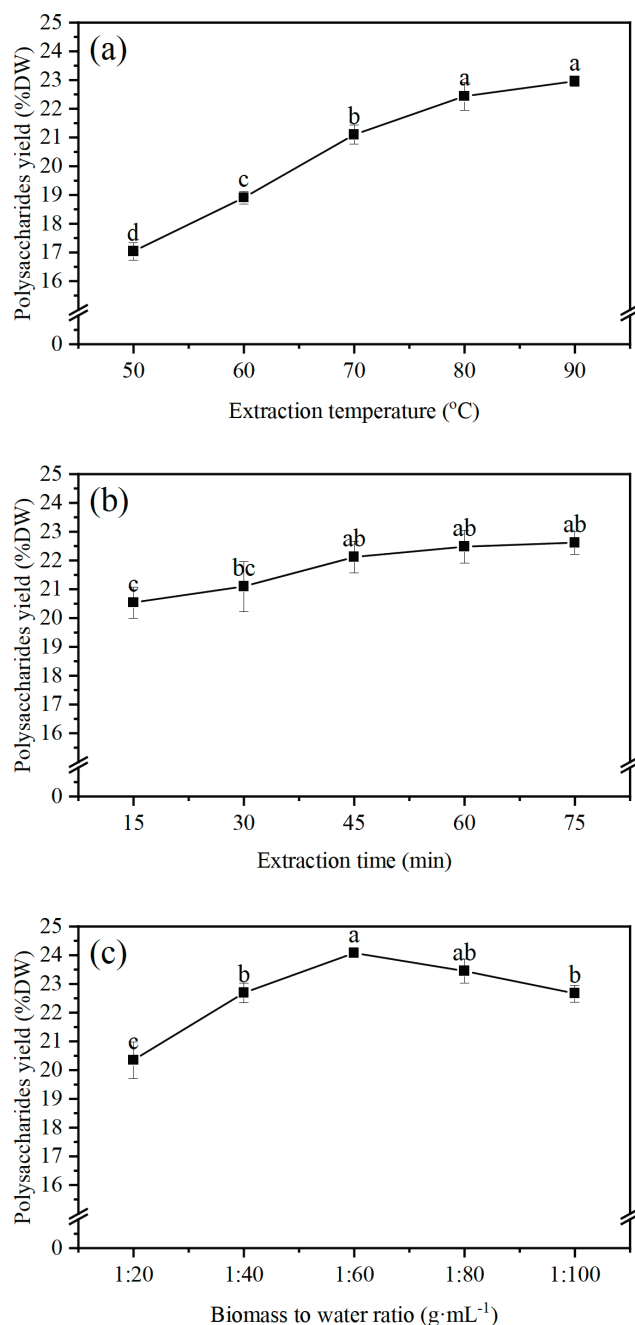 (a)
Polysaccharides yield (%DW)
25
24
23
22
21
20
19
18
17
16
0
d
c
b
a
a
50 60 70 80 90
Extraction temperature (°C)
(b)
Polysaccharides yield (%DW)
25
24
23
22
21
20
19
18
17
16
0
c
bc
ab
ab
ab
15 30 45 60 75
Extraction time (min)
(c)
Polysaccharides yield (%DW)
25
24
23
22
21
20
19
18
17
16
0
c
b
a
ab
b
1:20 1:40 1:60 1:80 1:100
Biomass to water ratio (g·mL⁻¹)